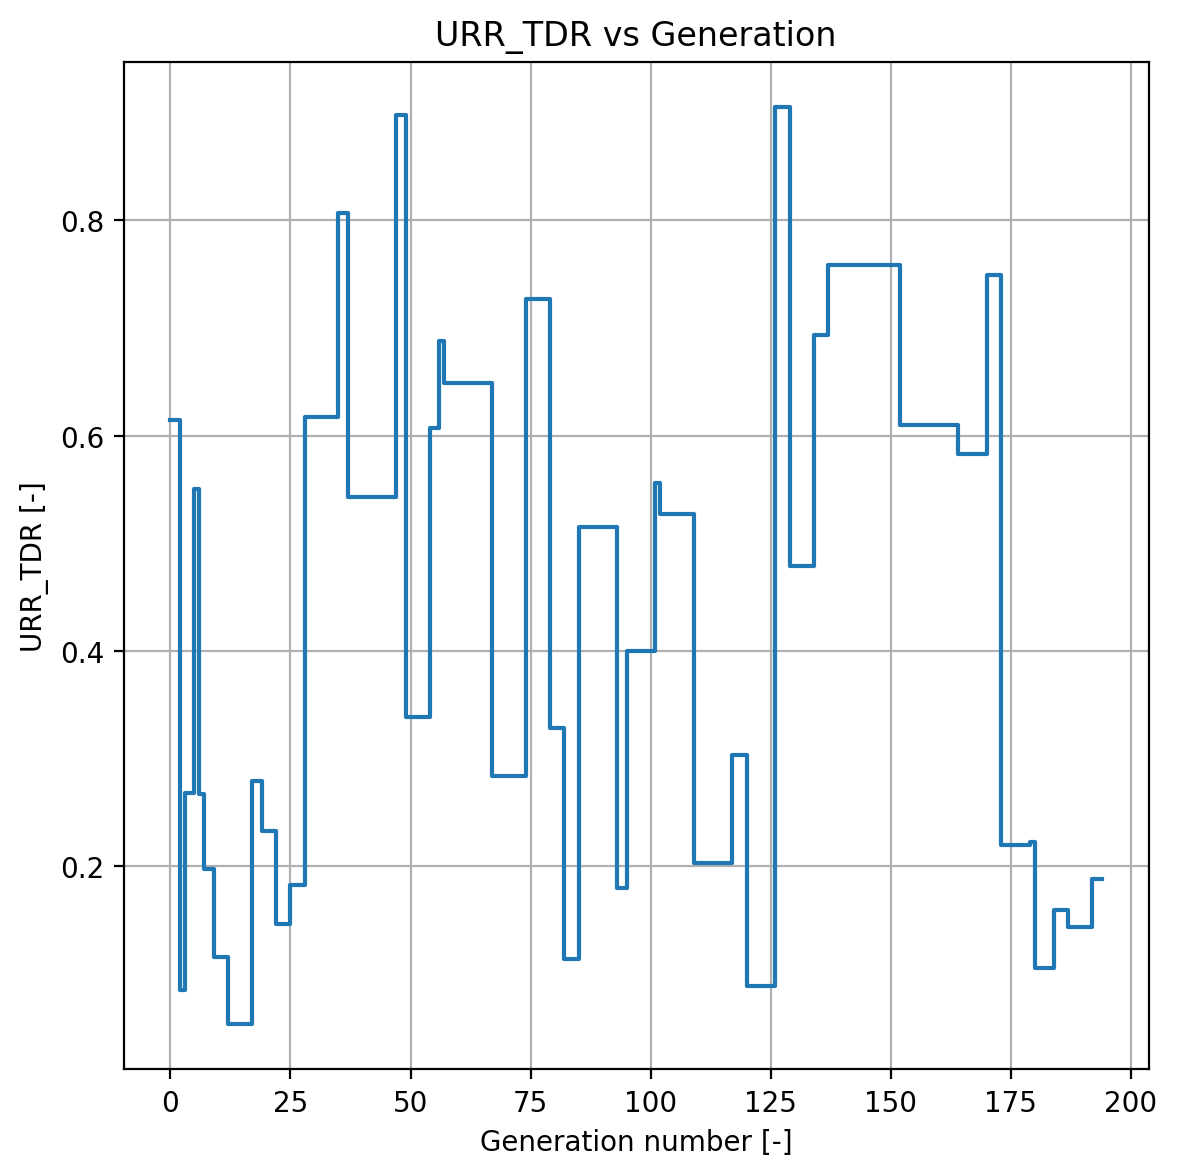 URR_TDR vs Generation
URR_TDR [-]
0.8
0.6
0.4
0.2
0 25 50 75 100 125 150 175 200
Generation number [-]